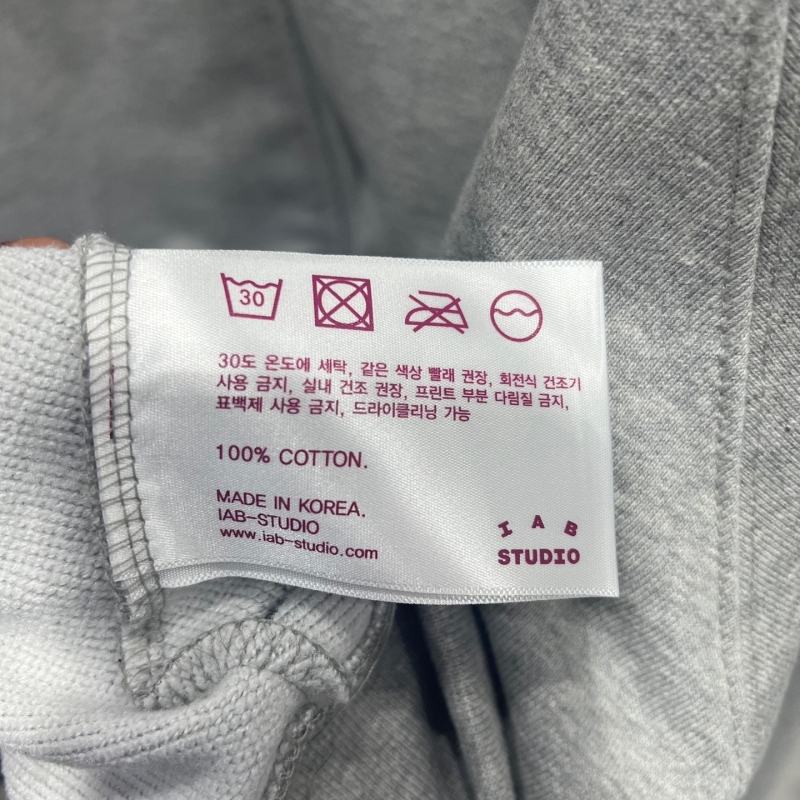 30
30도 온도에 세탁, 같은 색상 빨래 권장, 회전식 건조기
사용 금지, 실내 건조 권장, 프린트 부분 다림질 금지,
표백제 사용 금지, 드라이클리닝 가능
100% COTTON.
MADE IN KOREA.
IAB-STUDIO
www.iab-studio.com
IAB
STUDIO